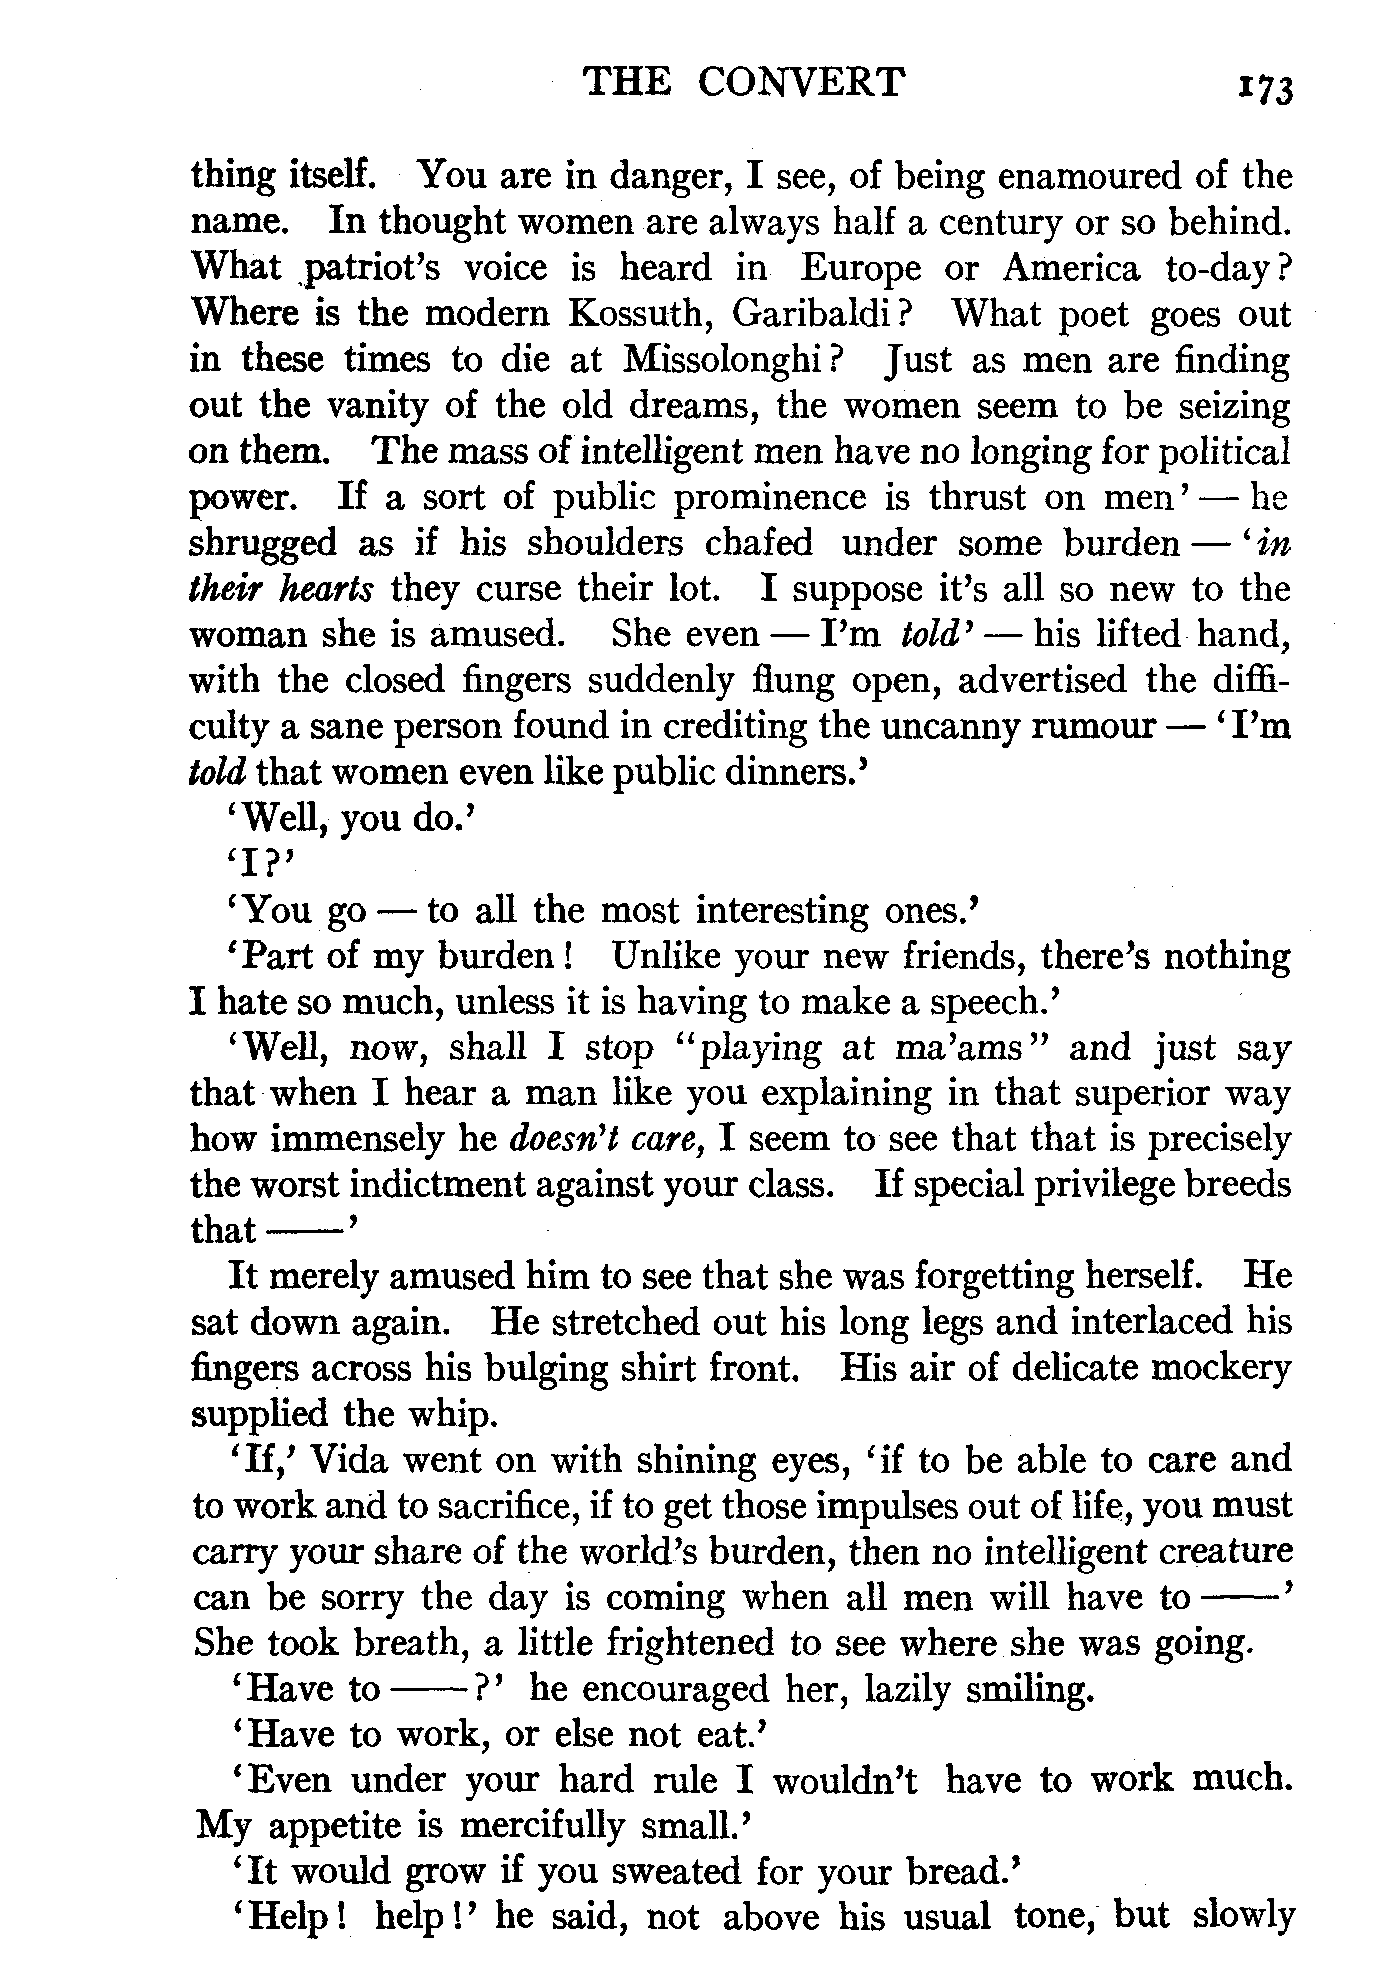 THE CONVERT 173
thing itself. You are in danger, I see, of being enamoured of the
name. In thought women are always half a century or so behind.
What patriot's voice is heard in Europe or America to-day?
Where is the modern Kossuth, Garibaldi? What poet goes out
in these times to die at Missolonghi? Just as men are finding
out the vanity of the old dreams, the women seem to be seizing
on them. The mass of intelligent men have no longing for political
power. If a sort of public prominence is thrust on men' — he
shrugged as if his shoulders chafed under some burden — 'in
their hearts they curse their lot. I suppose it's all so new to the
woman she is amused. She even — I'm told' — his lifted hand,
with the closed fingers suddenly flung open, advertised the diffi-
culty a sane person found in crediting the uncanny rumour — 'I'm
told that women even like public dinners.'
'Well, you do.'
'I?'
'You go — to all the most interesting ones.'
'Part of my burden! Unlike your new friends, there's nothing
I hate so much, unless it is having to make a speech.'
'Well, now, shall I stop "playing at ma'ams" and just say
that when I hear a man like you explaining in that superior way
how immensely he doesn't care, I seem to see that that is precisely
the worst indictment against your class. If special privilege breeds
that ——'
It merely amused him to see that she was forgetting herself. He
sat down again. He stretched out his long legs and interlaced his
fingers across his bulging shirt front. His air of delicate mockery
supplied the whip.
'If,' Vida went on with shining eyes, 'if to be able to care and
to work and to sacrifice, if to get those impulses out of life, you must
carry your share of the world's burden, then no intelligent creature
can be sorry the day is coming when all men will have to ——'
She took breath, a little frightened to see where she was going.
'Have to ——?' he encouraged her, lazily smiling.
'Have to work, or else not eat.'
'Even under your hard rule I wouldn't have to work much.
My appetite is mercifully small.'
'It would grow if you sweated for your bread.'
'Help! help!' he said, not above his usual tone, but slowly